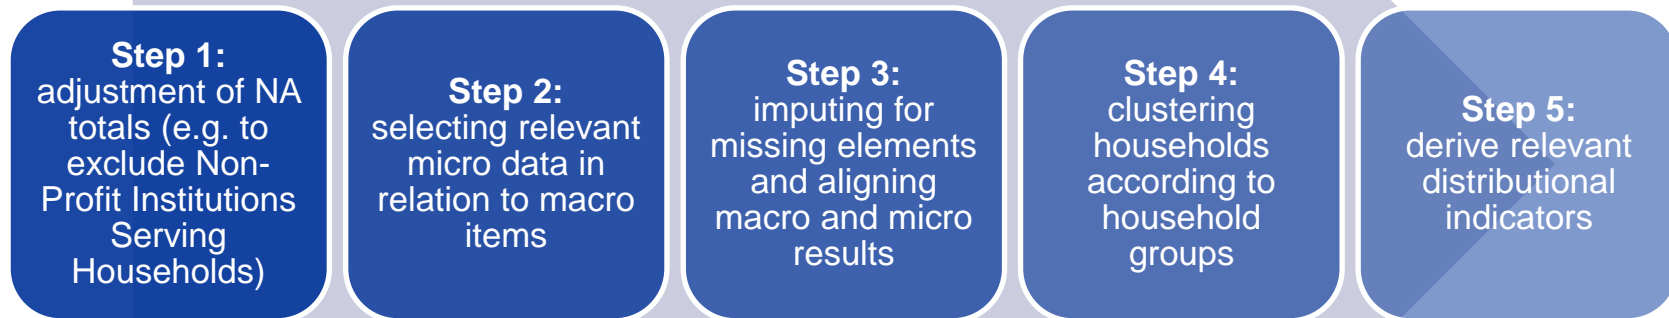 Step 1:
adjustment of NA
totals (e.g. to
exclude Non-
Profit Institutions
Serving
Households)
Step 2:
selecting relevant
micro data in
relation to macro
items
Step 3:
imputing for
missing elements
and aligning
macro and micro
results
Step 4:
clustering
households
according to
household
groups
Step 5:
derive relevant
distributional
indicators